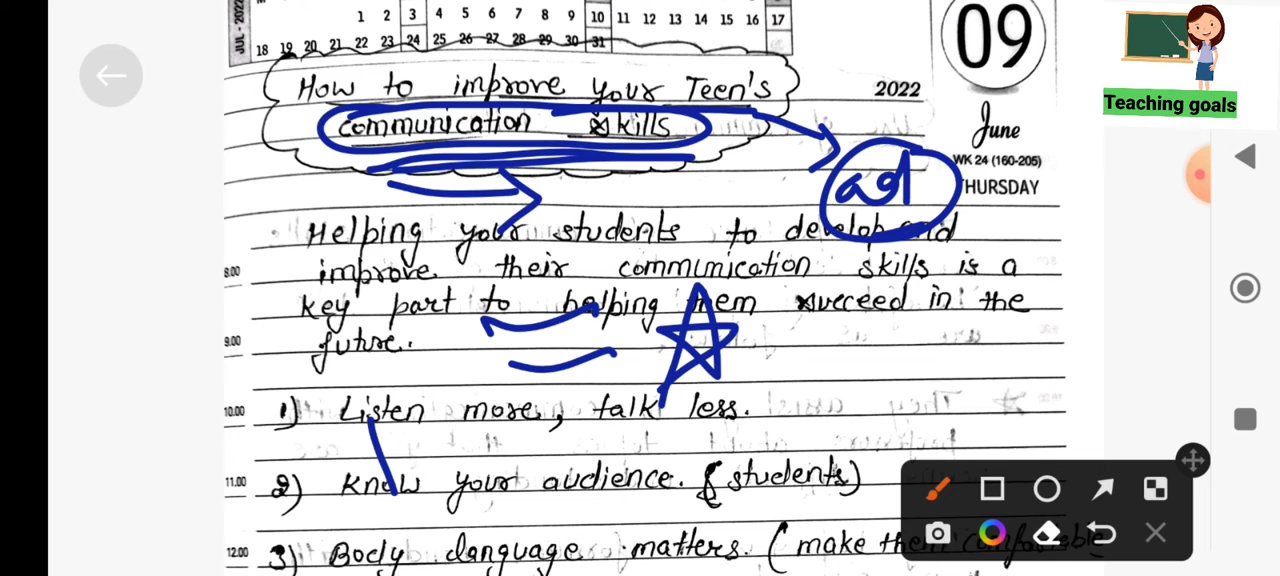 JUL - 2022
1 2 3 4 5 6 7 8 9 10 11 12 13 14 15 16 17
18 19 20 21 22 23 24 25 26 27 28 29 30 31
09
Teaching goals
How to improve your Teen's
2022
communication skills
June
WK 24 (160-205)
HURSDAY
Helping your students to develop and
8.00 improve their communication skills is a
key part to helping them succeed in the
9.00 future.
10.00 1) Listen more, talk less.
11.00 2) Know your audience. (students)
12.00 3) Body language matters. (make them comfortable